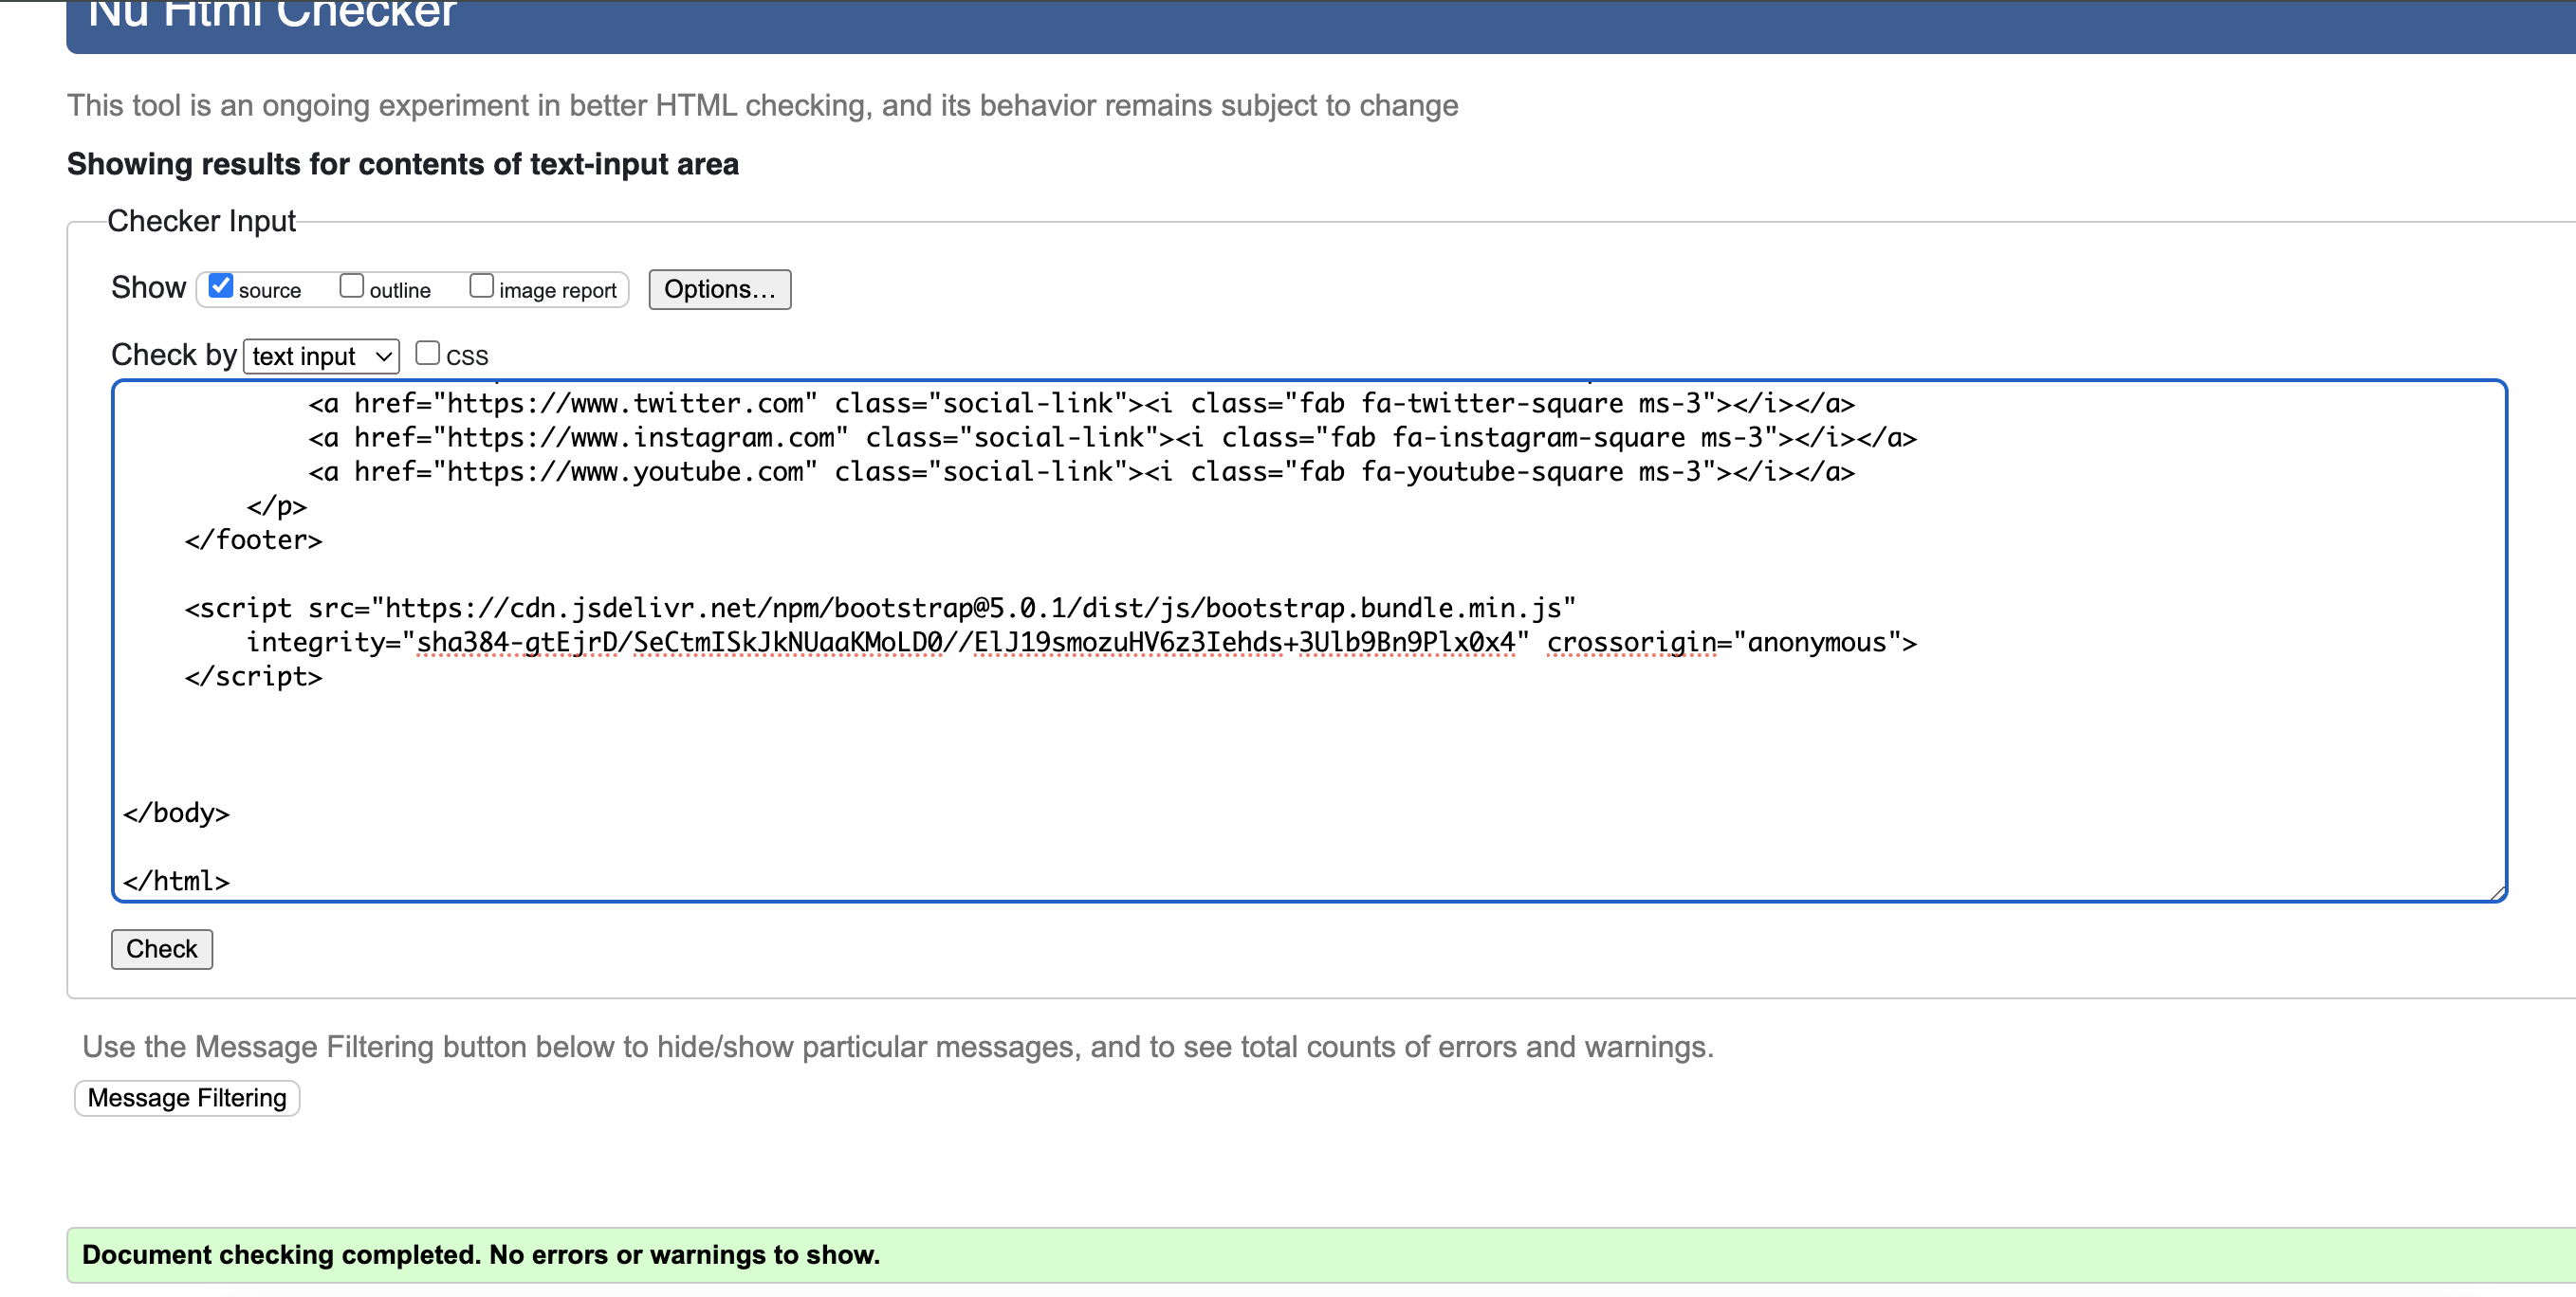 Nu Html Checker
This tool is an ongoing experiment in better HTML checking, and its behavior remains subject to change
Showing results for contents of text-input area
Checker Input
Show source outline image report Options...
Check by text input css
<a href="https://www.twitter.com" class="social-link"><i class="fab fa-twitter-square ms-3"></i></a>
<a href="https://www.instagram.com" class="social-link"><i class="fab fa-instagram-square ms-3"></i></a>
<a href="https://www.youtube.com" class="social-link"><i class="fab fa-youtube-square ms-3"></i></a>
</p>
</footer>
<script src="https://cdn.jsdelivr.net/npm/bootstrap@5.0.1/dist/js/bootstrap.bundle.min.js"
integrity="sha384-gtEjrD/SeCtmISkJkNUaaKMoLD0//ElJ19smozuHV6z3Iehds+3Ulb9Bn9Plx0x4" crossorigin="anonymous">
</script>
</body>
</html>
Check
Use the Message Filtering button below to hide/show particular messages, and to see total counts of errors and warnings.
Message Filtering
Document checking completed. No errors or warnings to show.